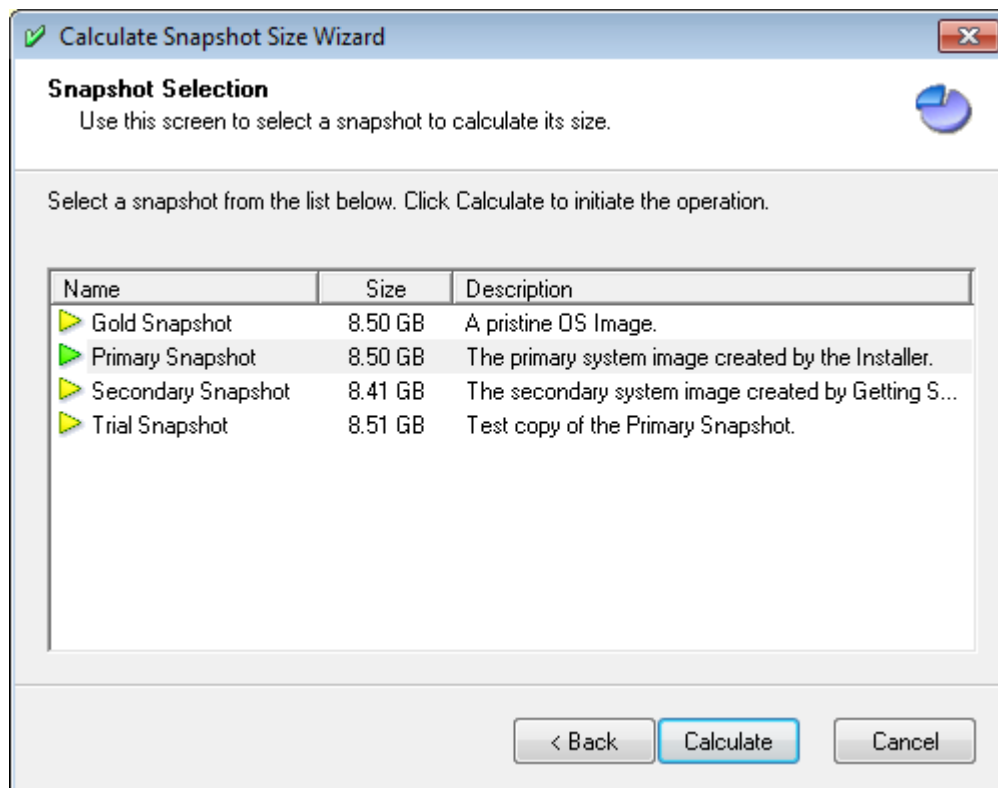 Calculate Snapshot Size Wizard
Snapshot Selection
Use this screen to select a snapshot to calculate its size.
Select a snapshot from the list below. Click Calculate to initiate the operation.
Name Size Description
Gold Snapshot 8.50 GB A pristine OS Image.
Primary Snapshot 8.50 GB The primary system image created by the Installer.
Secondary Snapshot 8.41 GB The secondary system image created by Getting S...
Trial Snapshot 8.51 GB Test copy of the Primary Snapshot.
< Back Calculate Cancel